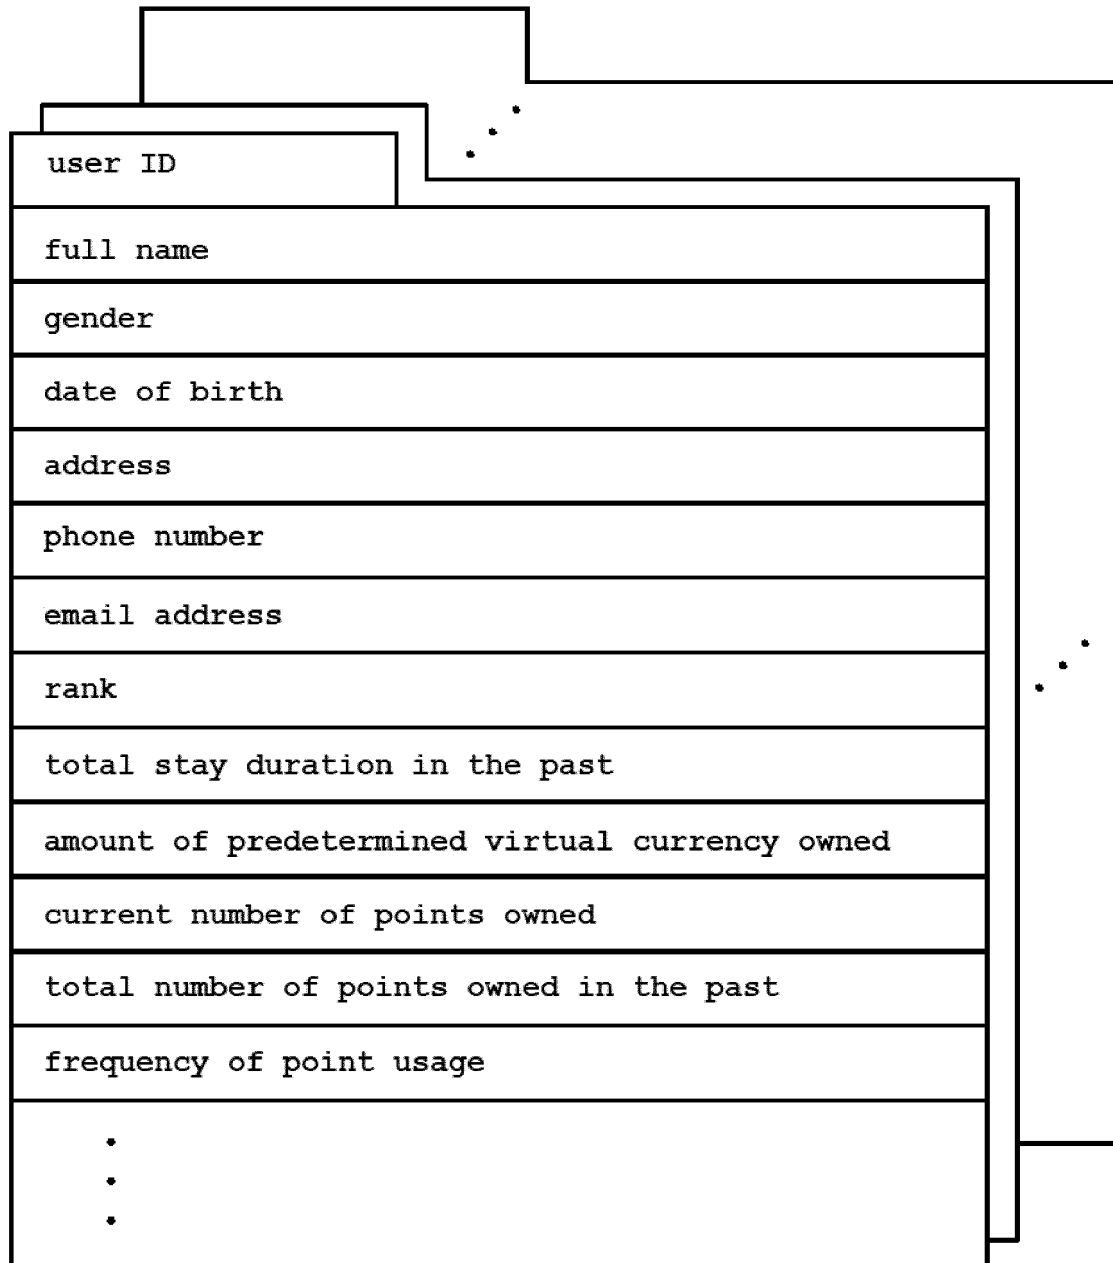 user ID
full name
gender
date of birth
address
phone number
email address
rank
total stay duration in the past
amount of predetermined virtual currency owned
current number of points owned
total number of points owned in the past
frequency of point usage